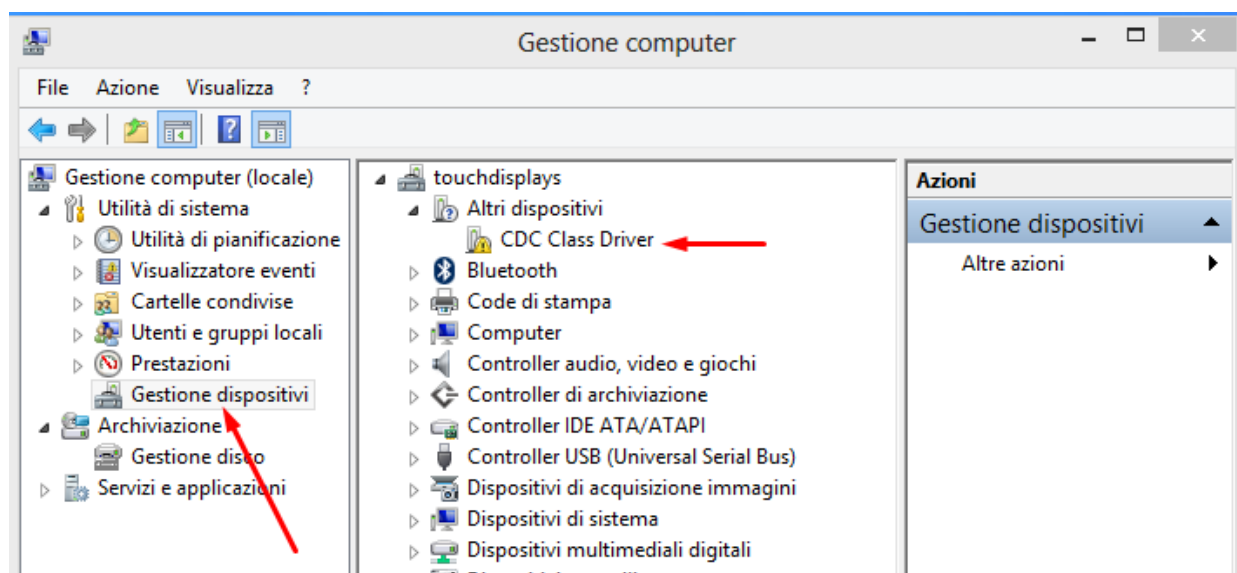 Gestione computer
File Azione Visualizza ?
Gestione computer (locale)
Utilità di sistema
Utilità di pianificazione
Visualizzatore eventi
Cartelle condivise
Utenti e gruppi locali
Prestazioni
Gestione dispositivi
Archiviazione
Gestione disco
Servizi e applicazioni
touchdisplays
Altri dispositivi
CDC Class Driver
Bluetooth
Code di stampa
Computer
Controller audio, video e giochi
Controller di archiviazione
Controller IDE ATA/ATAPI
Controller USB (Universal Serial Bus)
Dispositivi di acquisizione immagini
Dispositivi di sistema
Dispositivi multimediali digitali
Azioni
Gestione dispositivi
Altre azioni